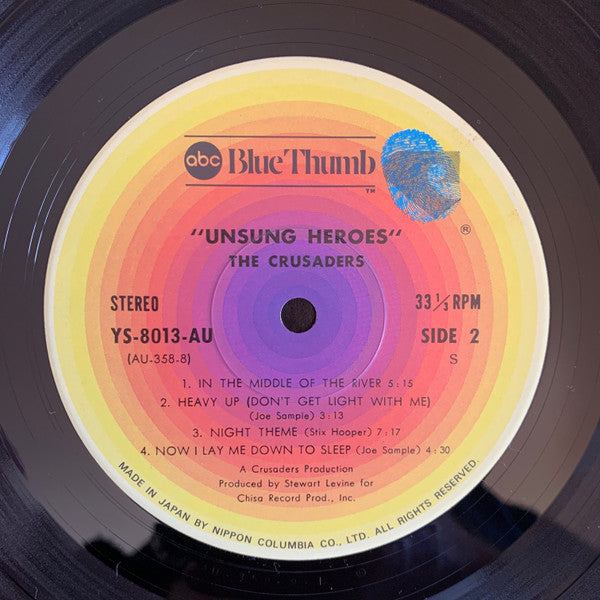 abc Blue Thumb
TM
®
"UNSUNG HEROES"
THE CRUSADERS
STEREO
33 1/3 RPM
YS-8013-AU
SIDE 2
(AU-358-8)
S
1. IN THE MIDDLE OF THE RIVER 5:15
2. HEAVY UP (DON'T GET LIGHT WITH ME)
(Joe Sample) 3:13
3. NIGHT THEME (Stix Hooper) 7:17
4. NOW I LAY ME DOWN TO SLEEP (Joe Sample) 4:30
A Crusaders Production
Produced by Stewart Levine for
Chisa Record Prod., Inc.
MADE IN JAPAN BY NIPPON COLUMBIA CO., LTD. ALL RIGHTS RESERVED.